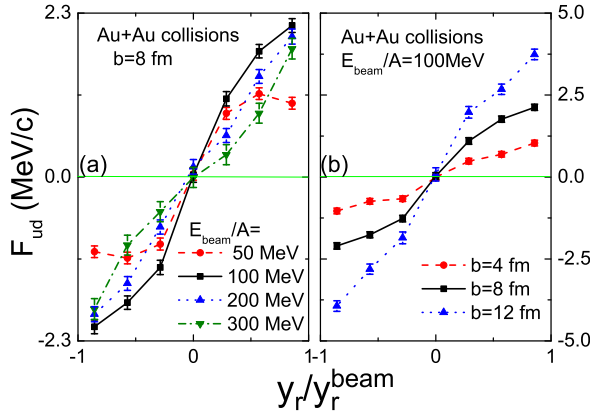 2.3
Au+Au collisions
b=8 fm
(a)
0
F_ud (MeV/c)
E_beam/A=
50 MeV
100 MeV
200 MeV
300 MeV
-2.3
-1
0
1
Au+Au collisions
E_beam/A=100MeV
(b)
b=4 fm
b=8 fm
b=12 fm
5.0
2.5
0.0
-2.5
-5.0
-1
0
1
y_r/y_r^beam